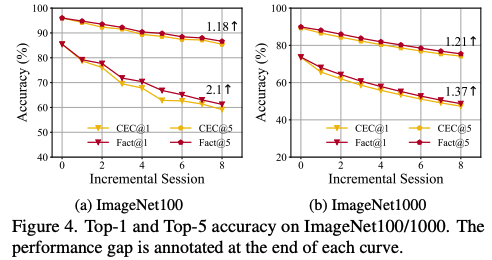 100
90
80
70
60
50
40
Accuracy (%)
1.18↑
2.1↑
CEC@1
CEC@5
Fact@1
Fact@5
0 2 4 6 8
Incremental Session
(a) ImageNet100
100
80
60
40
20
Accuracy (%)
1.21↑
1.37↑
CEC@1
CEC@5
Fact@1
Fact@5
0 2 4 6 8
Incremental Session
(b) ImageNet1000
Figure 4. Top-1 and Top-5 accuracy on ImageNet100/1000. The
performance gap is annotated at the end of each curve.